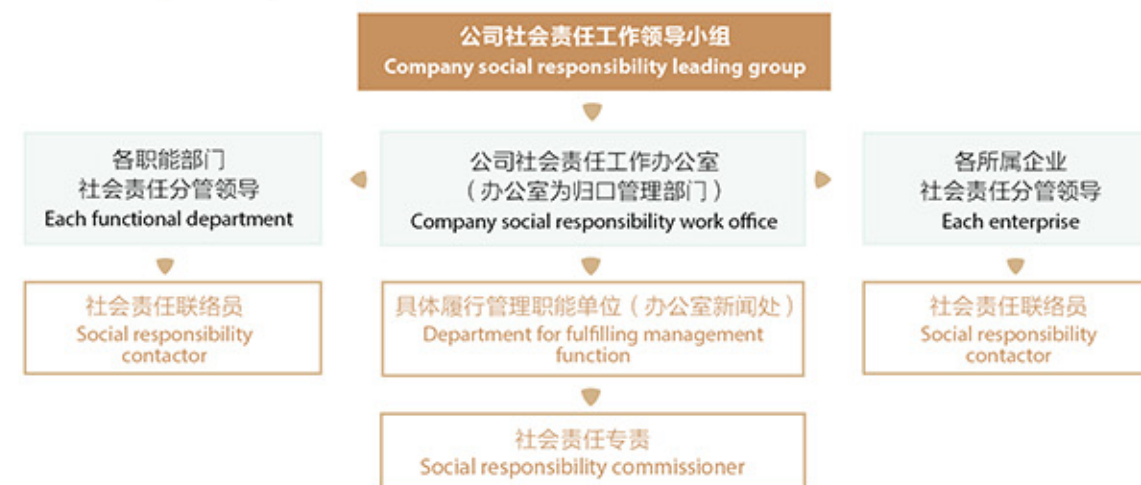 公司社会责任工作领导小组
Company social responsibility leading group
各职能部门
社会责任分管领导
Each functional department
公司社会责任工作办公室
（办公室为归口管理部门）
Company social responsibility work office
各所属企业
社会责任分管领导
Each enterprise
社会责任联络员
Social responsibility
contactor
具体履行管理职能单位（办公室新闻处）
Department for fulfilling management
function
社会责任联络员
Social responsibility
contactor
社会责任专责
Social responsibility commissioner